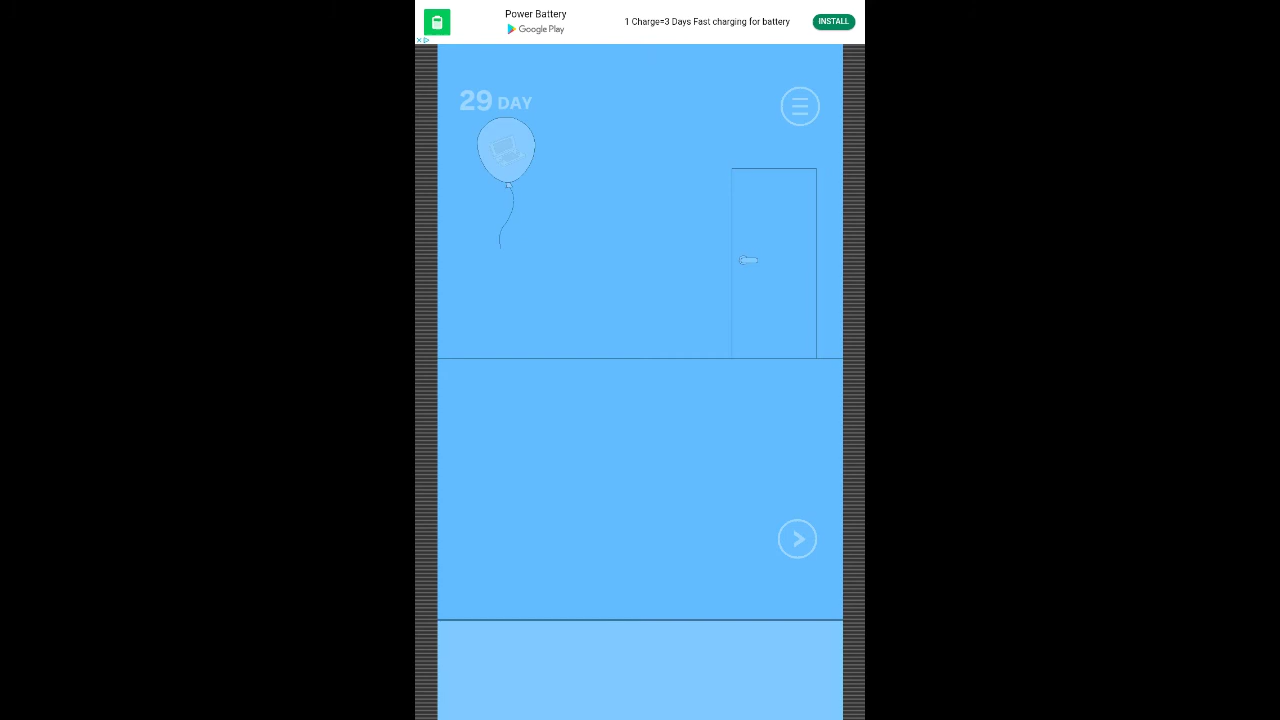 Power Battery
Google Play
1 Charge=3 Days Fast charging for battery
INSTALL
29 DAY